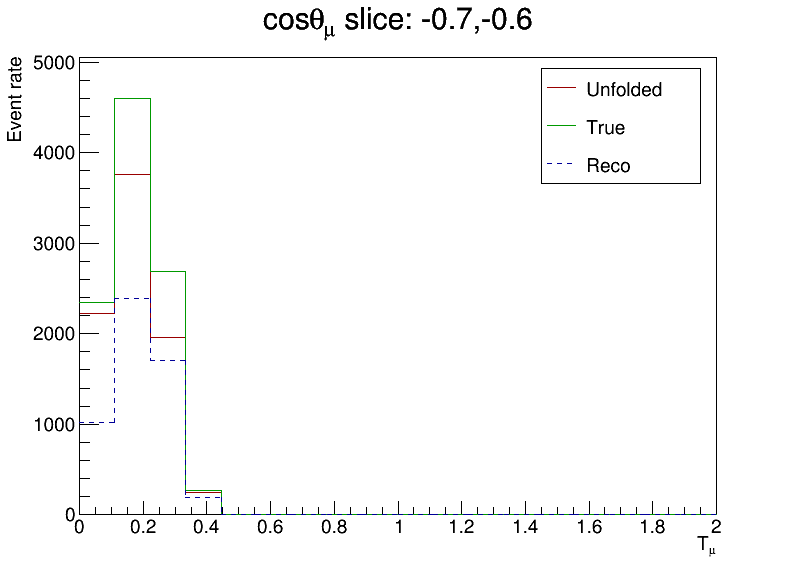 cosθμ slice: -0.7,-0.6
Event rate
5000
4000
3000
2000
1000
0
Unfolded
True
Reco
0 0.2 0.4 0.6 0.8 1 1.2 1.4 1.6 1.8 2
Tμ